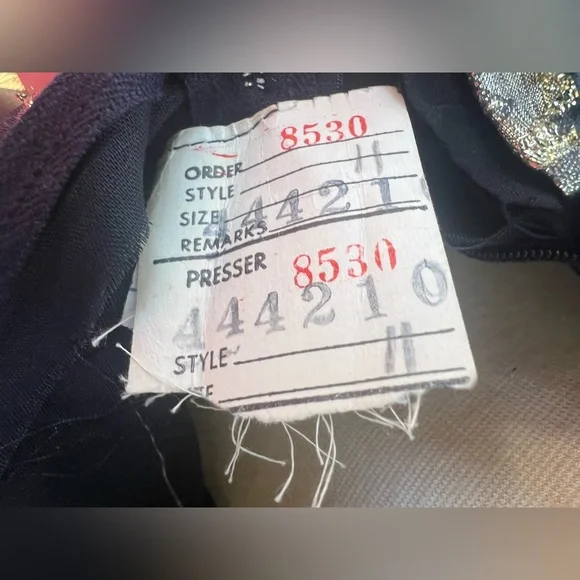 8530
ORDER
STYLE 11
SIZE 444210
REMARKS
PRESSER 8530
444210
STYLE 11